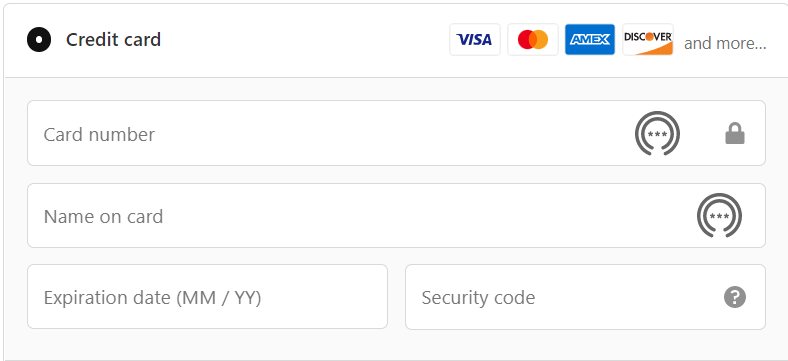 Credit card VISA AMEX DISCOVER and more...
Card number
Name on card
Expiration date (MM / YY) Security code